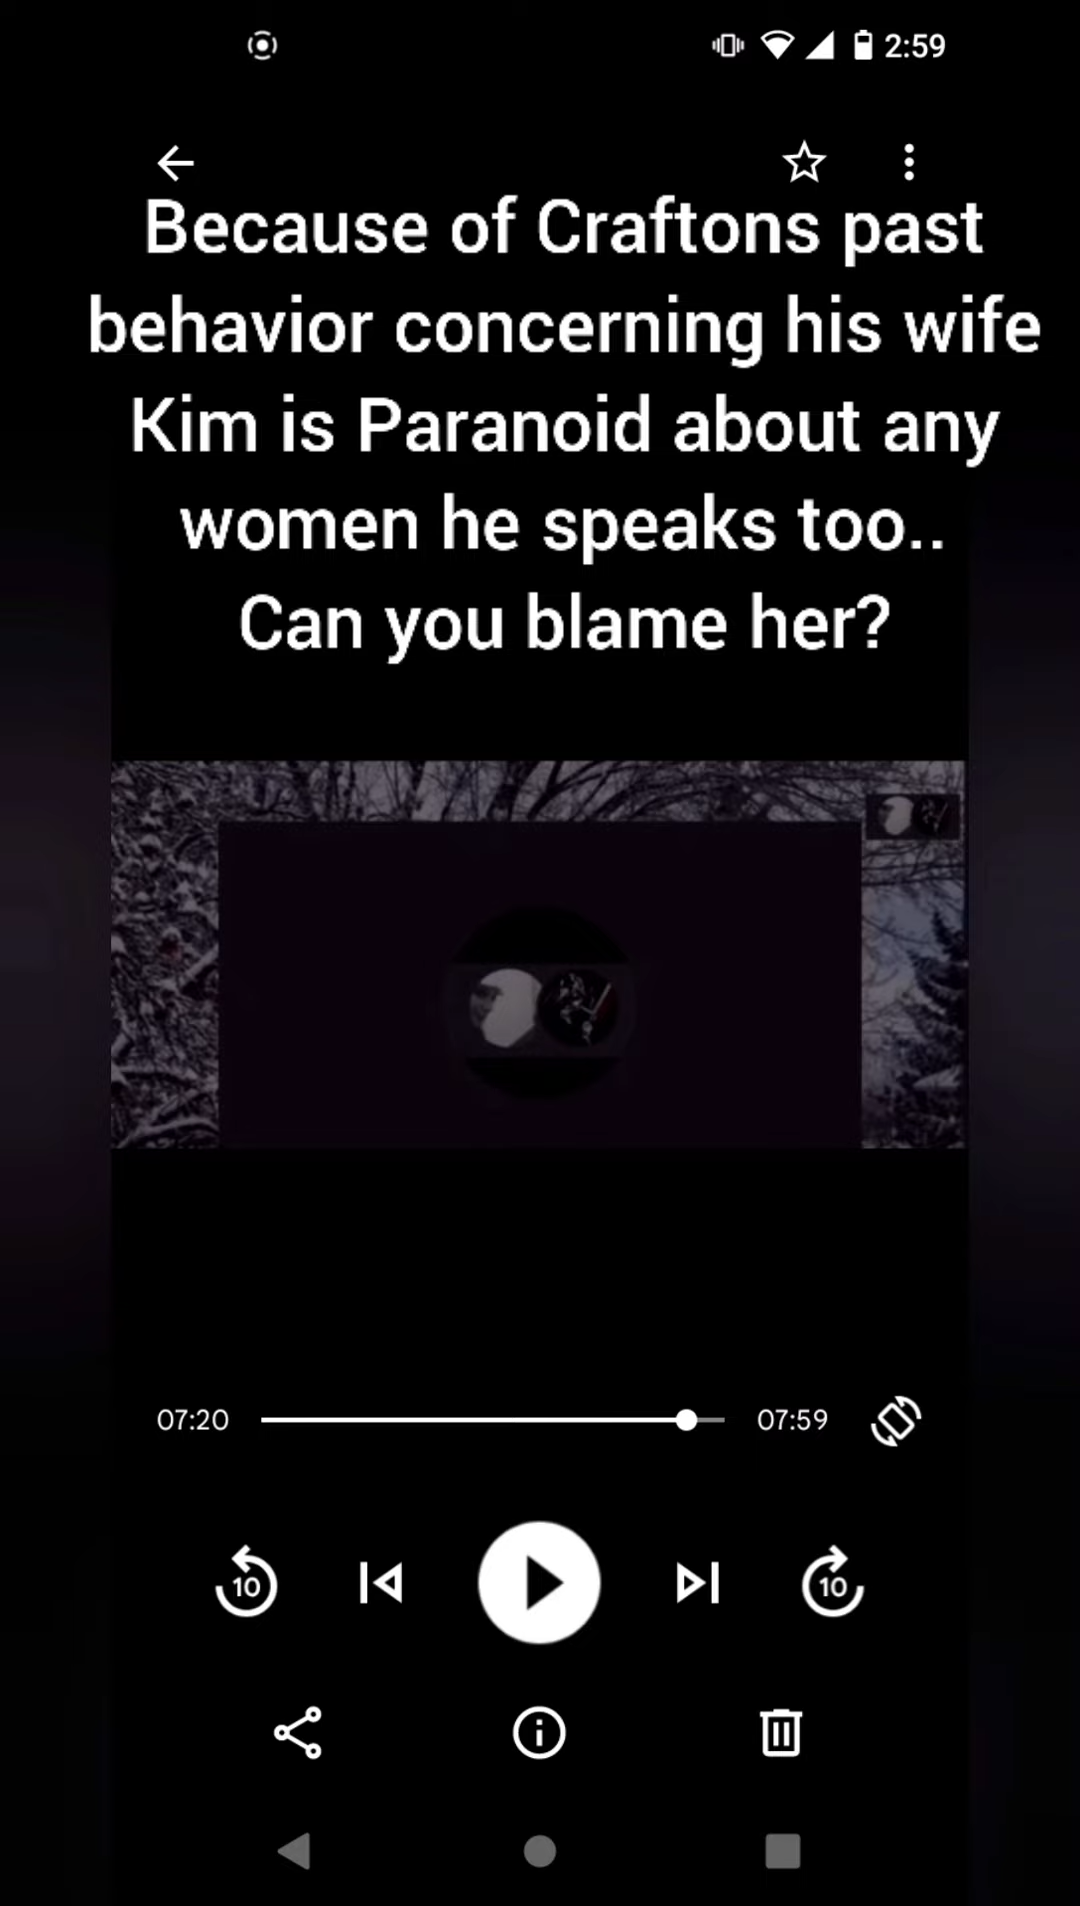 2:59
Because of Craftons past
behavior concerning his wife
Kim is Paranoid about any
women he speaks too..
Can you blame her?
07:20 07:59
10 10